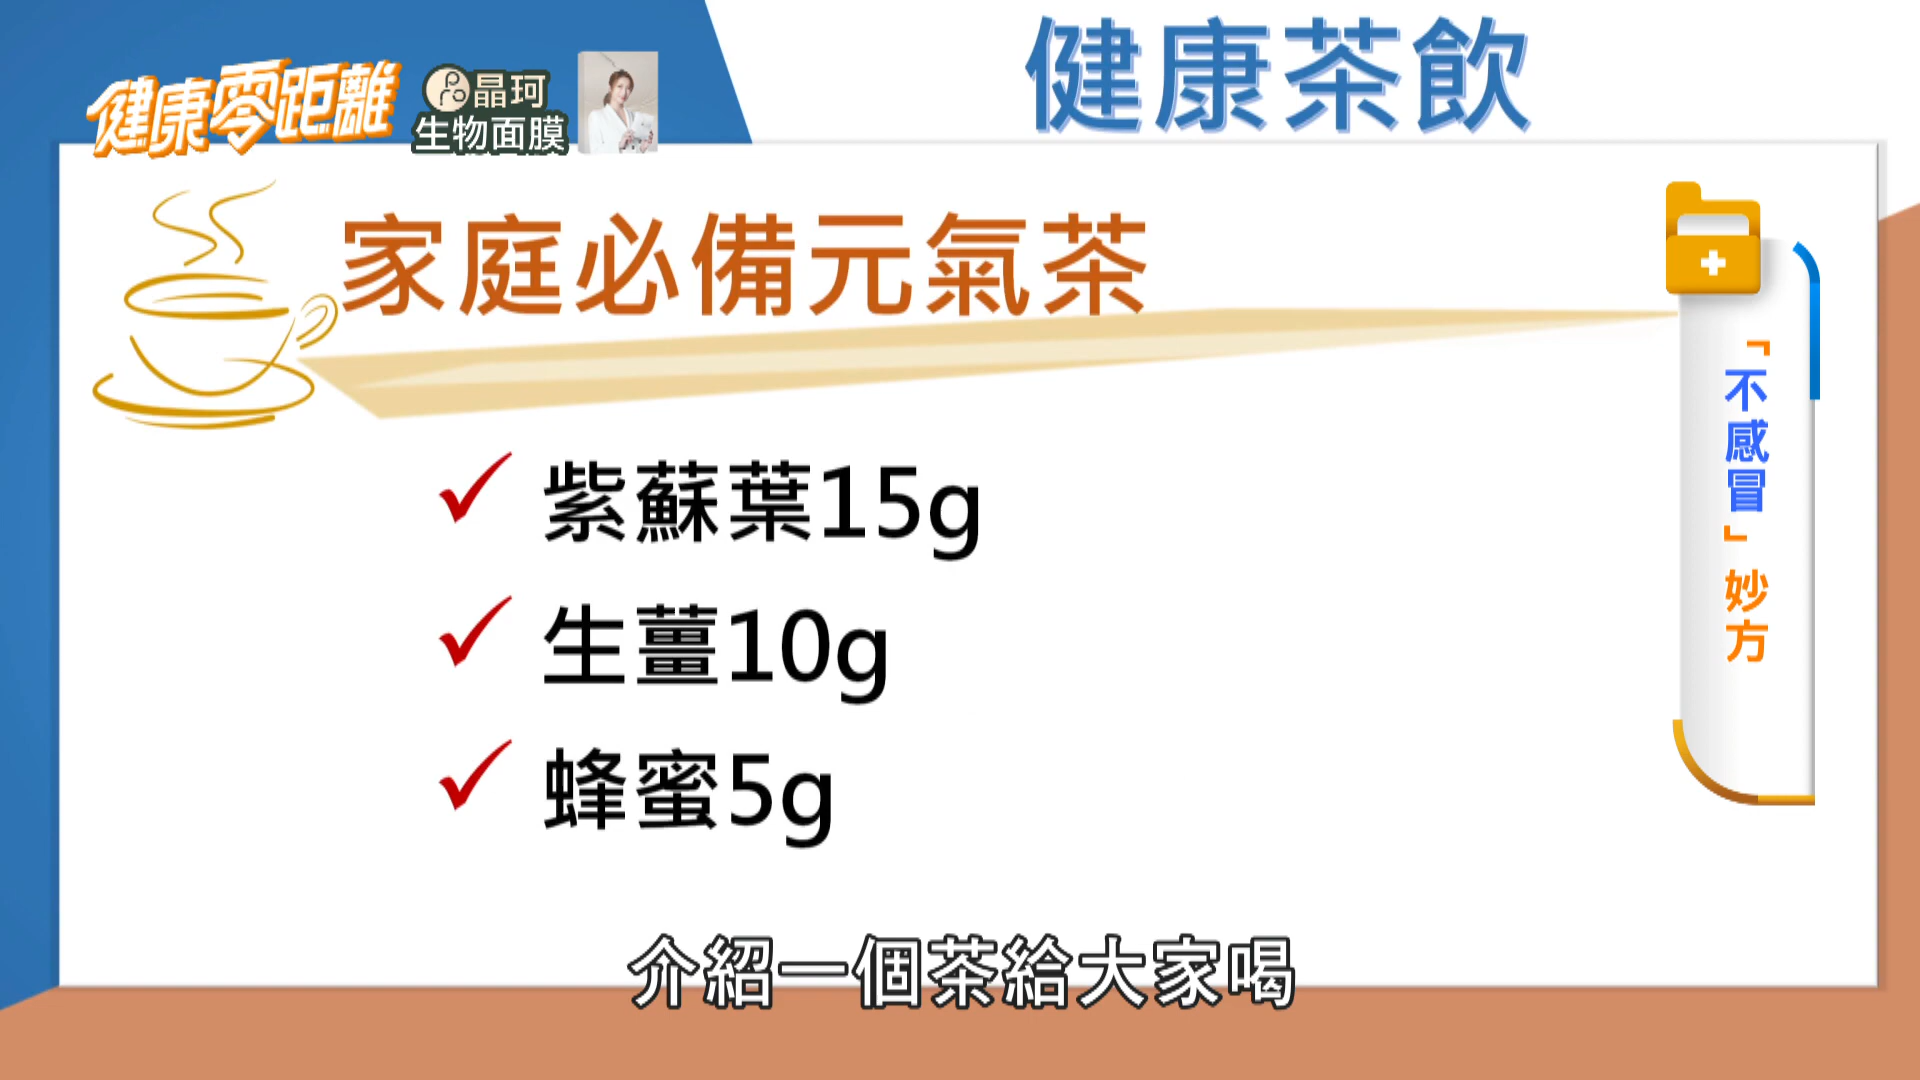 健康零距離
晶珂
生物面膜
健康茶飲
家庭必備元氣茶
紫蘇葉15g
生薑10g
蜂蜜5g
「不感冒」妙方
介紹一個茶給大家喝